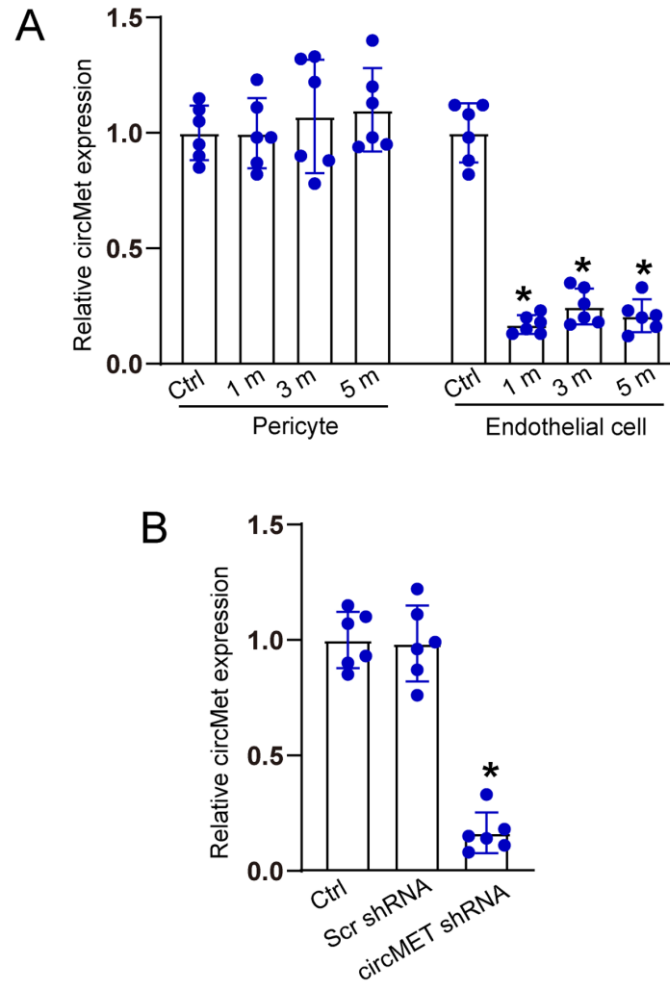 A
Relative circMet expression
1.5
1.0
0.5
0.0
* * *
Ctrl 1 m 3 m 5 m Ctrl 1 m 3 m 5 m
Pericyte Endothelial cell
B
Relative circMet expression
1.5
1.0
0.5
0.0
*
Ctrl Scr shRNA circMET shRNA